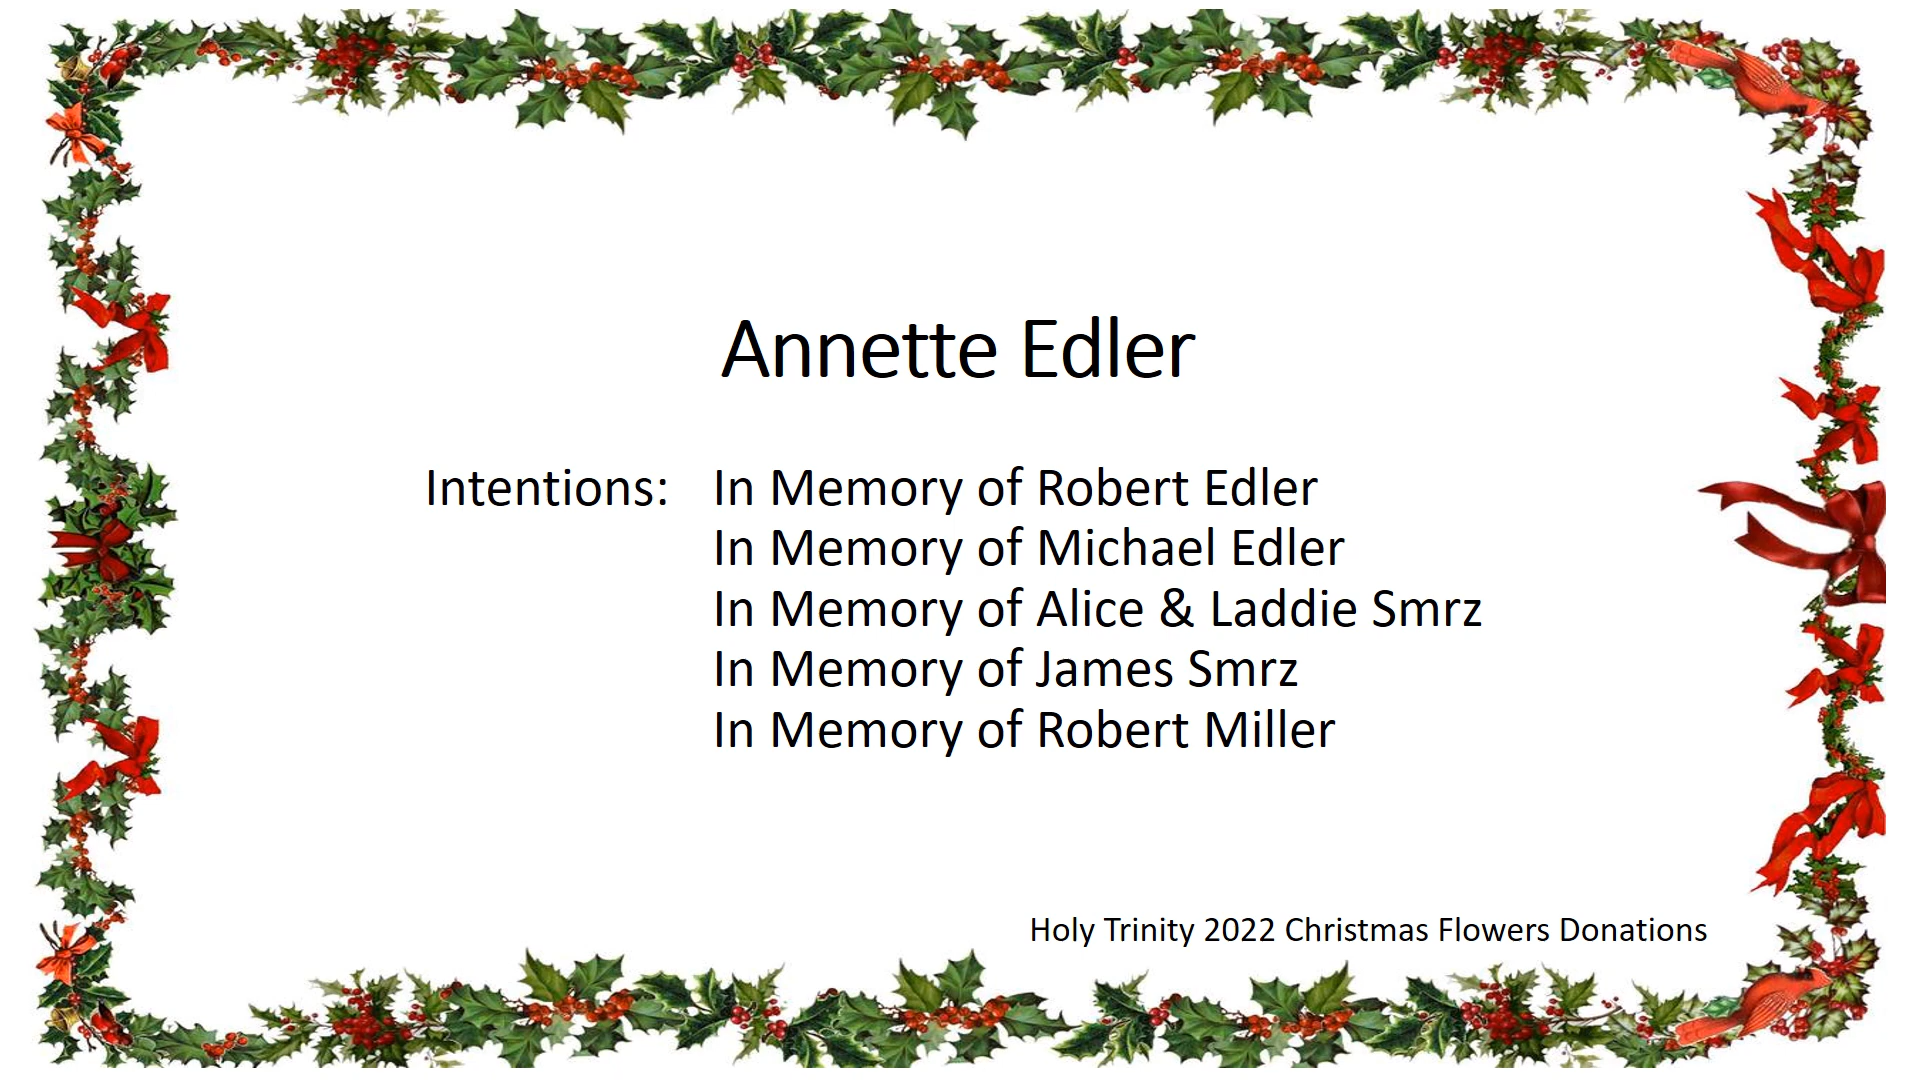 Annette Edler
Intentions: In Memory of Robert Edler
In Memory of Michael Edler
In Memory of Alice & Laddie Smrz
In Memory of James Smrz
In Memory of Robert Miller
Holy Trinity 2022 Christmas Flowers Donations